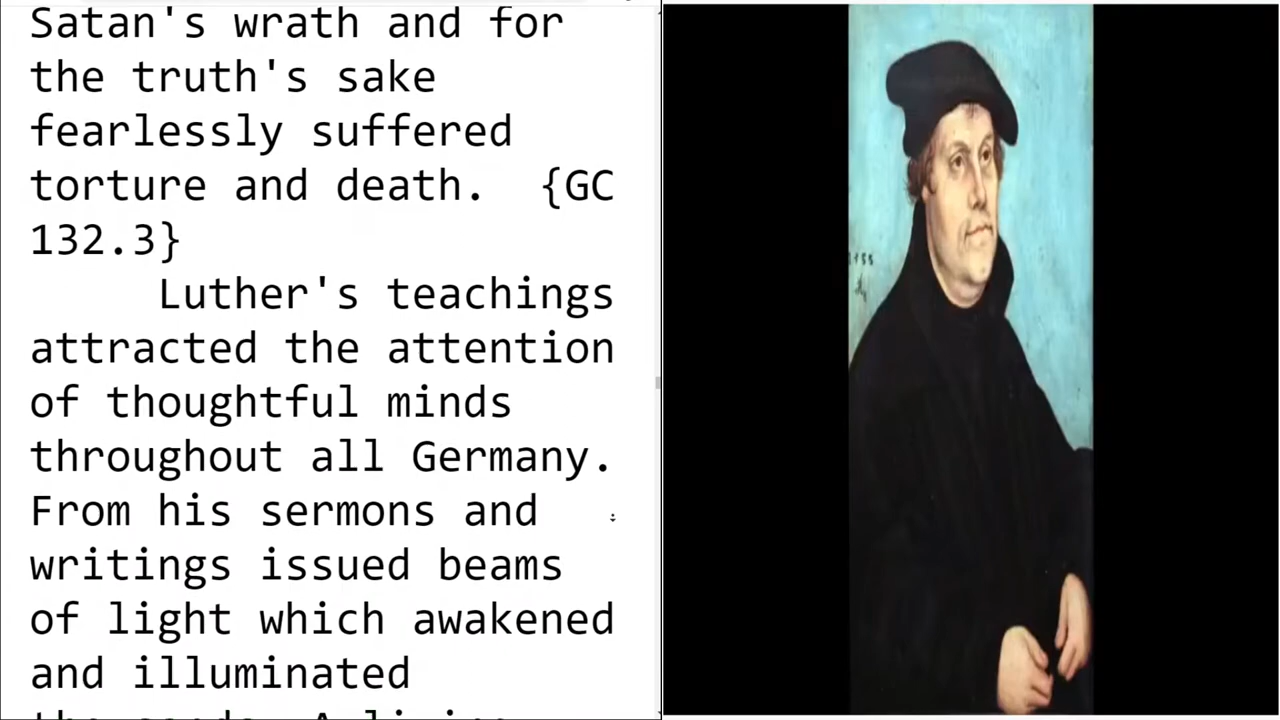 Satan's wrath and for
the truth's sake
fearlessly suffered
torture and death.  {GC
132.3}
Luther's teachings
attracted the attention
of thoughtful minds
throughout all Germany.
From his sermons and
writings issued beams
of light which awakened
and illuminated